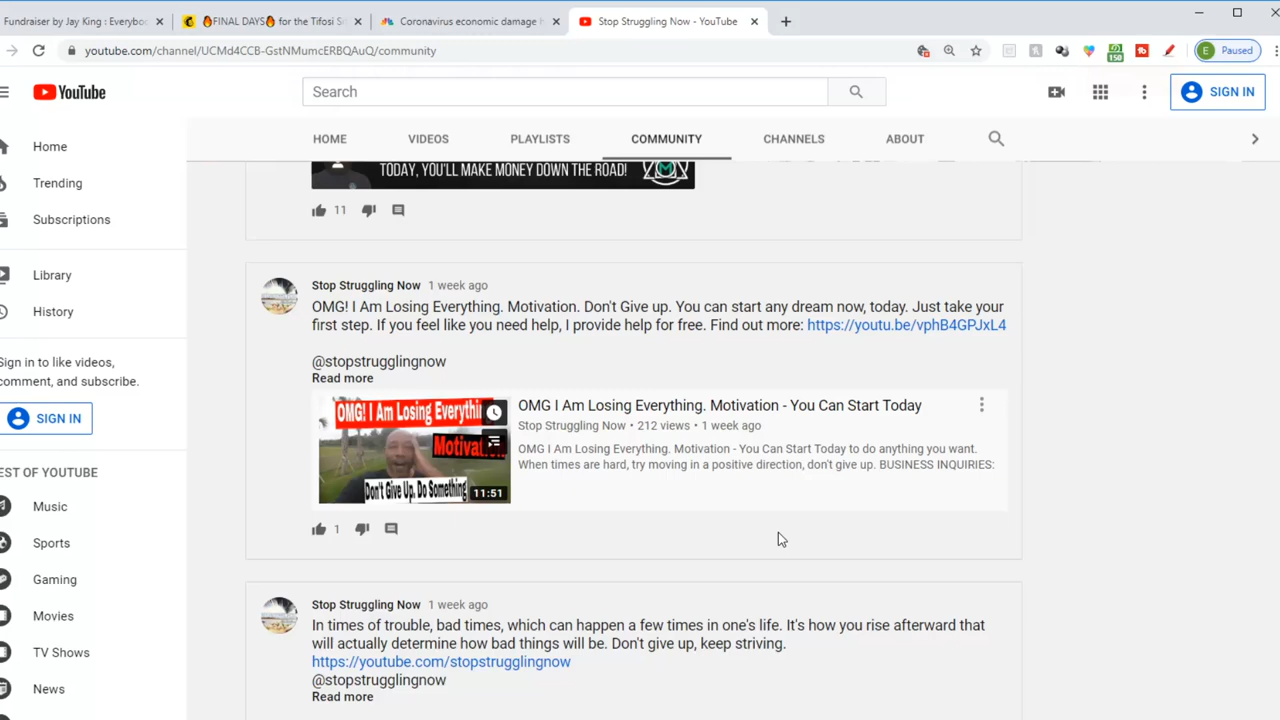 Fundraiser by Jay King : Everybo
🔥FINAL DAYS🔥 for the Tifosi S
Coronavirus economic damage h
Stop Struggling Now - YouTube
youtube.com/channel/UCMd4CCB-GstNMumcERBQAuQ/community
150
E Paused
YouTube
Search
SIGN IN
HOME VIDEOS PLAYLISTS COMMUNITY CHANNELS ABOUT
Home
Trending
Subscriptions
Library
History
Sign in to like videos,
comment, and subscribe.
SIGN IN
EST OF YOUTUBE
Music
Sports
Gaming
Movies
TV Shows
News
TODAY, YOU'LL MAKE MONEY DOWN THE ROAD!
11
Stop Struggling Now 1 week ago
OMG! I Am Losing Everything. Motivation. Don't Give up. You can start any dream now, today. Just take your
first step. If you feel like you need help, I provide help for free. Find out more: https://youtu.be/vphB4GPJxL4
@stopstrugglingnow
Read more
OMG! I Am Losing Everythi
Motivat
Don't Give Up. Do Something
11:51
OMG I Am Losing Everything. Motivation - You Can Start Today
Stop Struggling Now • 212 views • 1 week ago
OMG I Am Losing Everything. Motivation - You Can Start Today to do anything you want.
When times are hard, try moving in a positive direction, don't give up. BUSINESS INQUIRIES:
1
Stop Struggling Now 1 week ago
In times of trouble, bad times, which can happen a few times in one's life. It's how you rise afterward that
will actually determine how bad things will be. Don't give up, keep striving.
https://youtube.com/stopstrugglingnow
@stopstrugglingnow
Read more